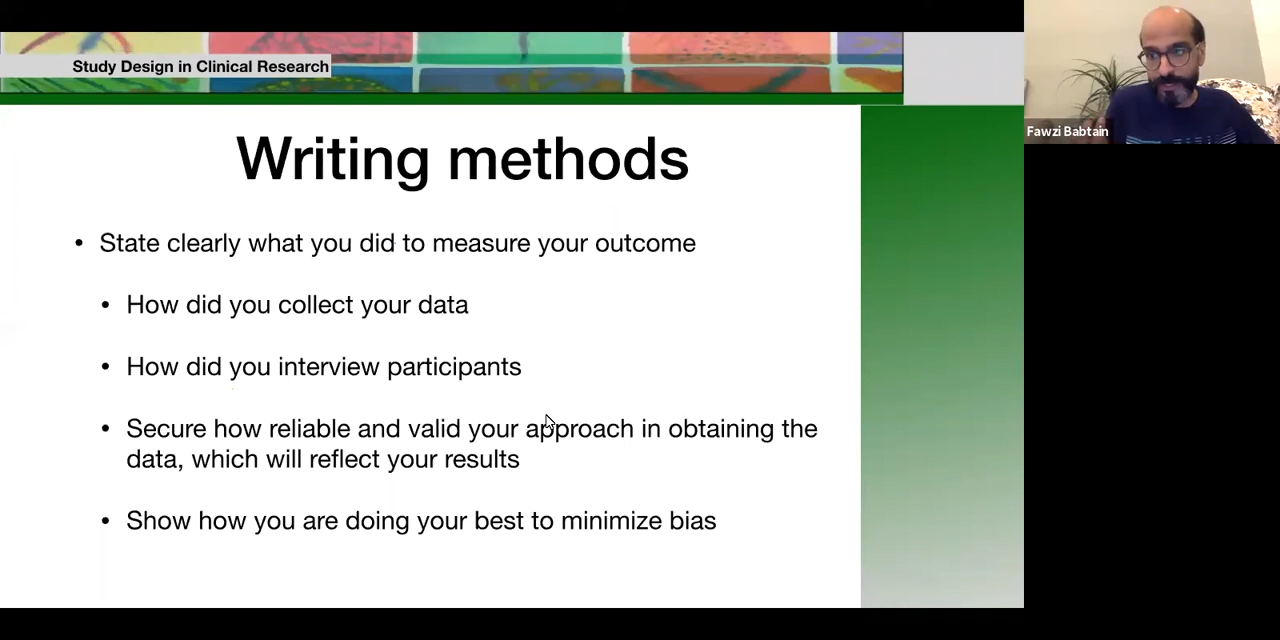 Study Design in Clinical Research
Fawzi Babtain
Writing methods
• State clearly what you did to measure your outcome
• How did you collect your data
• How did you interview participants
• Secure how reliable and valid your approach in obtaining the
data, which will reflect your results
• Show how you are doing your best to minimize bias